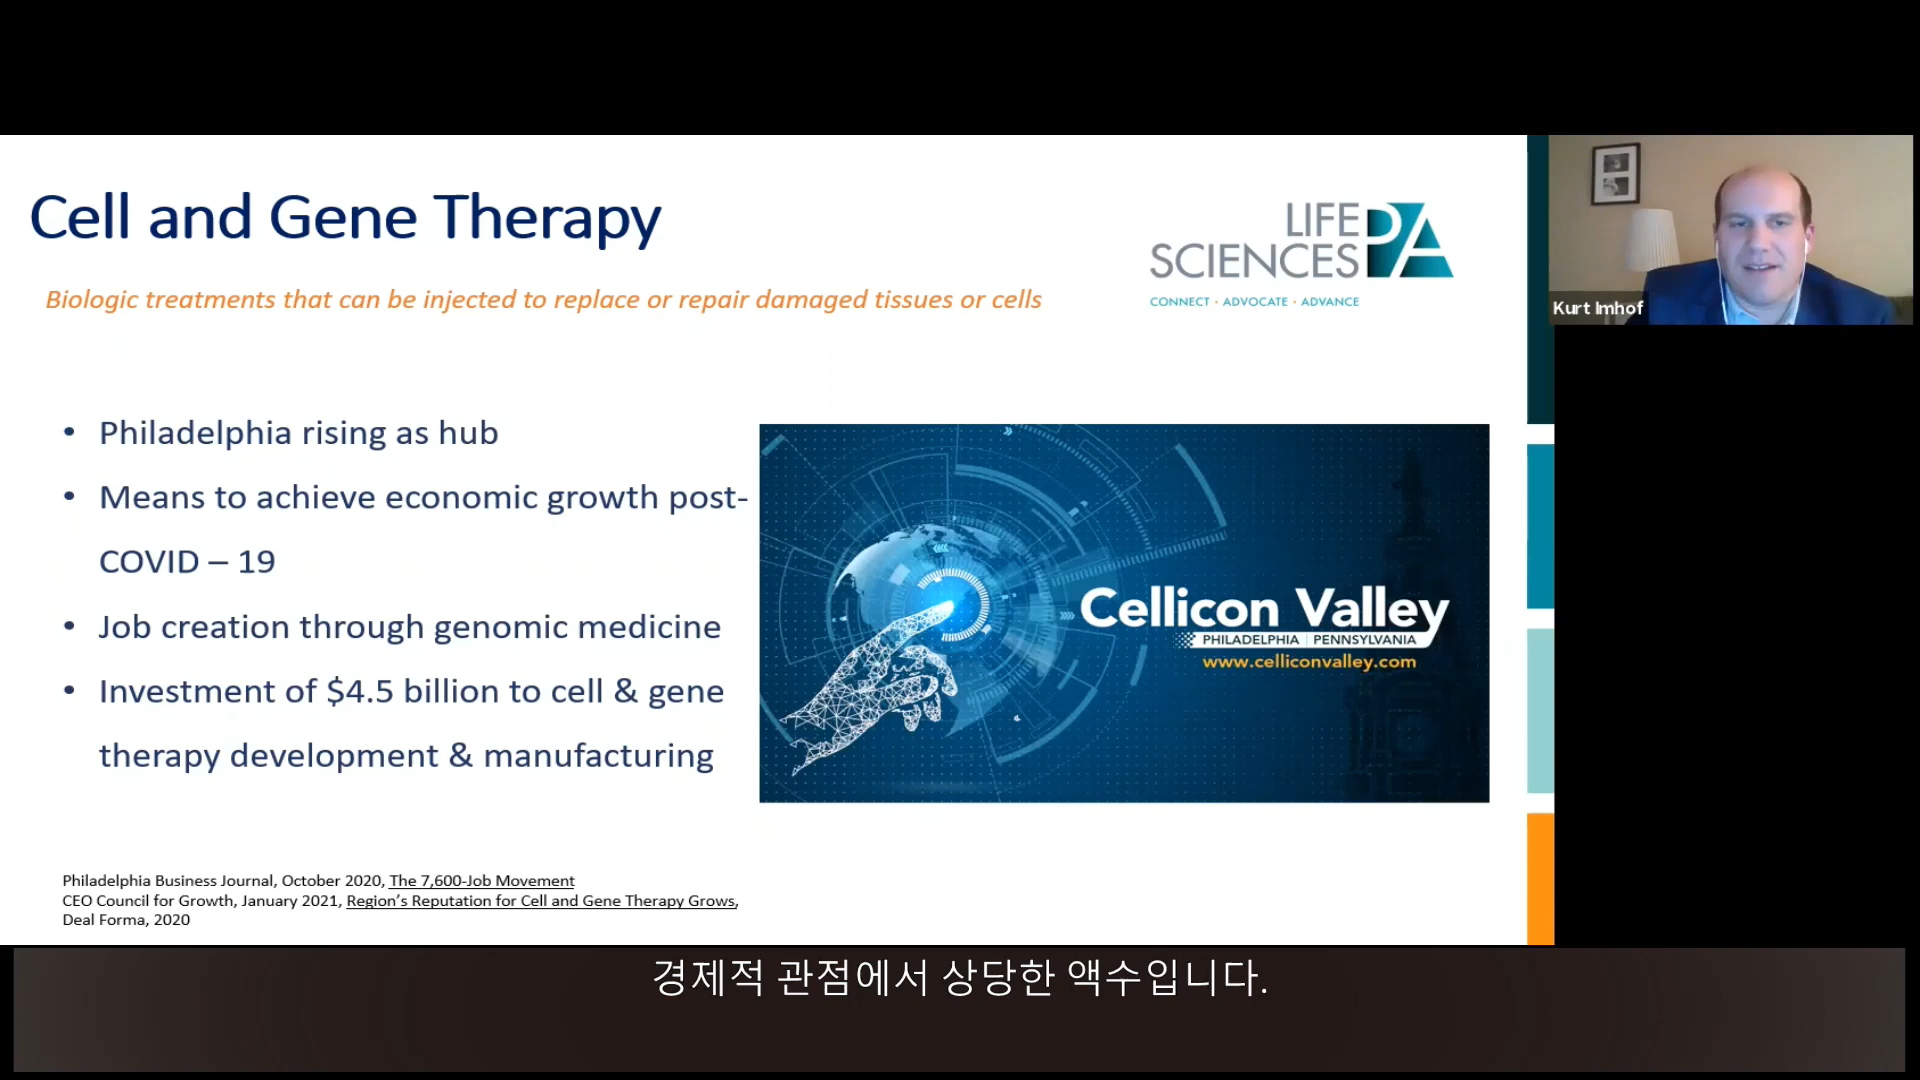 Cell and Gene Therapy
Biologic treatments that can be injected to replace or repair damaged tissues or cells
LIFE
SCIENCES PA
CONNECT · ADVOCATE · ADVANCE
Kurt Imhof
• Philadelphia rising as hub
• Means to achieve economic growth post-
COVID – 19
• Job creation through genomic medicine
• Investment of $4.5 billion to cell & gene
therapy development & manufacturing
Cellicon Valley
PHILADELPHIA | PENNSYLVANIA
www.celliconvalley.com
Philadelphia Business Journal, October 2020, The 7,600-Job Movement
CEO Council for Growth, January 2021, Region's Reputation for Cell and Gene Therapy Grows,
Deal Forma, 2020
경제적 관점에서 상당한 액수입니다.